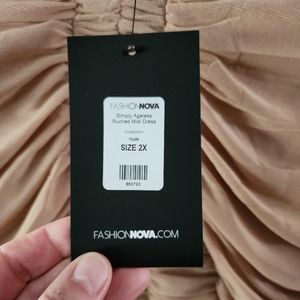 FASHIONNOVA
Simply Ageless
Ruched Midi Dress
Nude
SIZE 2X
FASHIONNOVA.COM